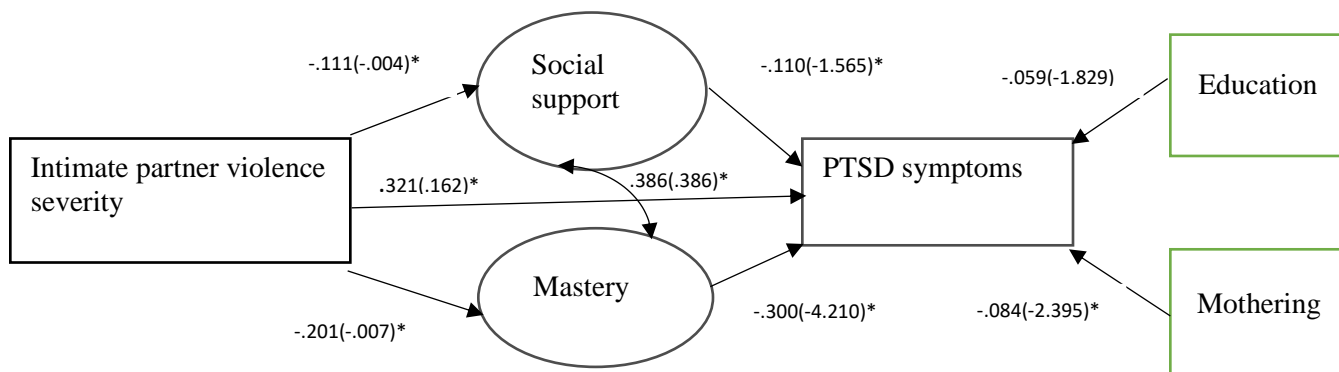 -.111(-.004)*
Social
support
-.110(-1.565)*
-.059(-1.829)
Education
Intimate partner violence
severity
.321(.162)*
.386(.386)*
PTSD symptoms
Mastery
-.201(-.007)*
-.300(-4.210)*
-.084(-2.395)*
Mothering